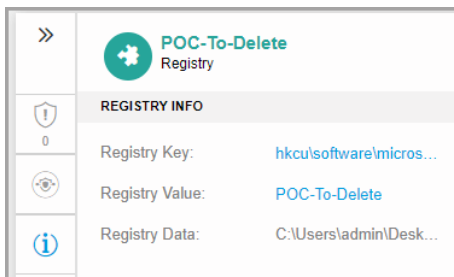 »
POC-To-Delete
Registry
REGISTRY INFO
0
Registry Key: hkcu\software\micros...
Registry Value: POC-To-Delete
Registry Data: C:\Users\admin\Desk...